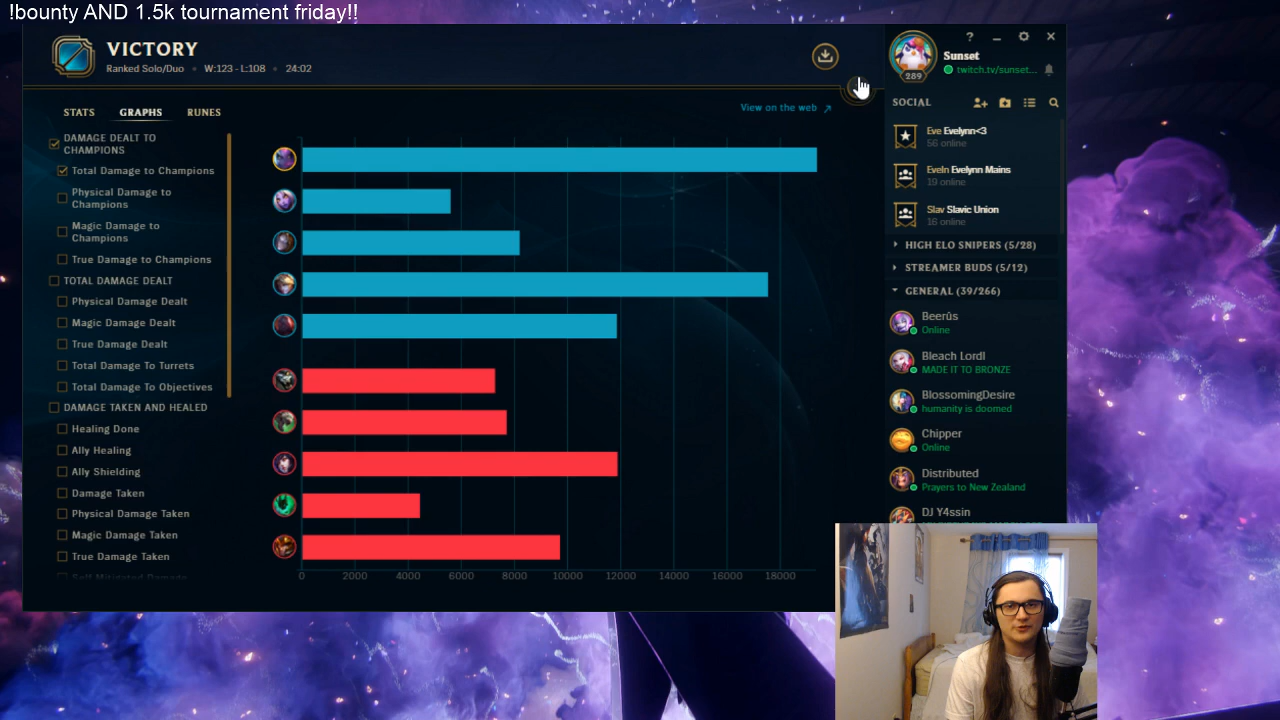 !bounty AND 1.5k tournament friday!!
VICTORY
Ranked Solo/Duo • W:123 - L:108 • 24:02
STATS GRAPHS RUNES
View on the web
DAMAGE DEALT TO
CHAMPIONS
Total Damage to Champions
Physical Damage to
Champions
Magic Damage to
Champions
True Damage to Champions
TOTAL DAMAGE DEALT
Physical Damage Dealt
Magic Damage Dealt
True Damage Dealt
Total Damage To Turrets
Total Damage To Objectives
DAMAGE TAKEN AND HEALED
Healing Done
Ally Healing
Ally Shielding
Damage Taken
Physical Damage Taken
Magic Damage Taken
True Damage Taken
Self Mitigated Damage
0 2000 4000 6000 8000 10000 12000 14000 16000 18000
?
289
Sunset
twitch.tv/sunset...
SOCIAL
Eve Evelynn<3
56 online
Eveln Evelynn Mains
19 online
Slav Slavic Union
16 online
HIGH ELO SNIPERS (5/28)
STREAMER BUDS (5/12)
GENERAL (39/266)
Beerûs
Online
Bleach Lordl
MADE IT TO BRONZE
BlossomingDesire
humanity is doomed
Chipper
Online
Distributed
Prayers to New Zealand
DJ Y4ssin